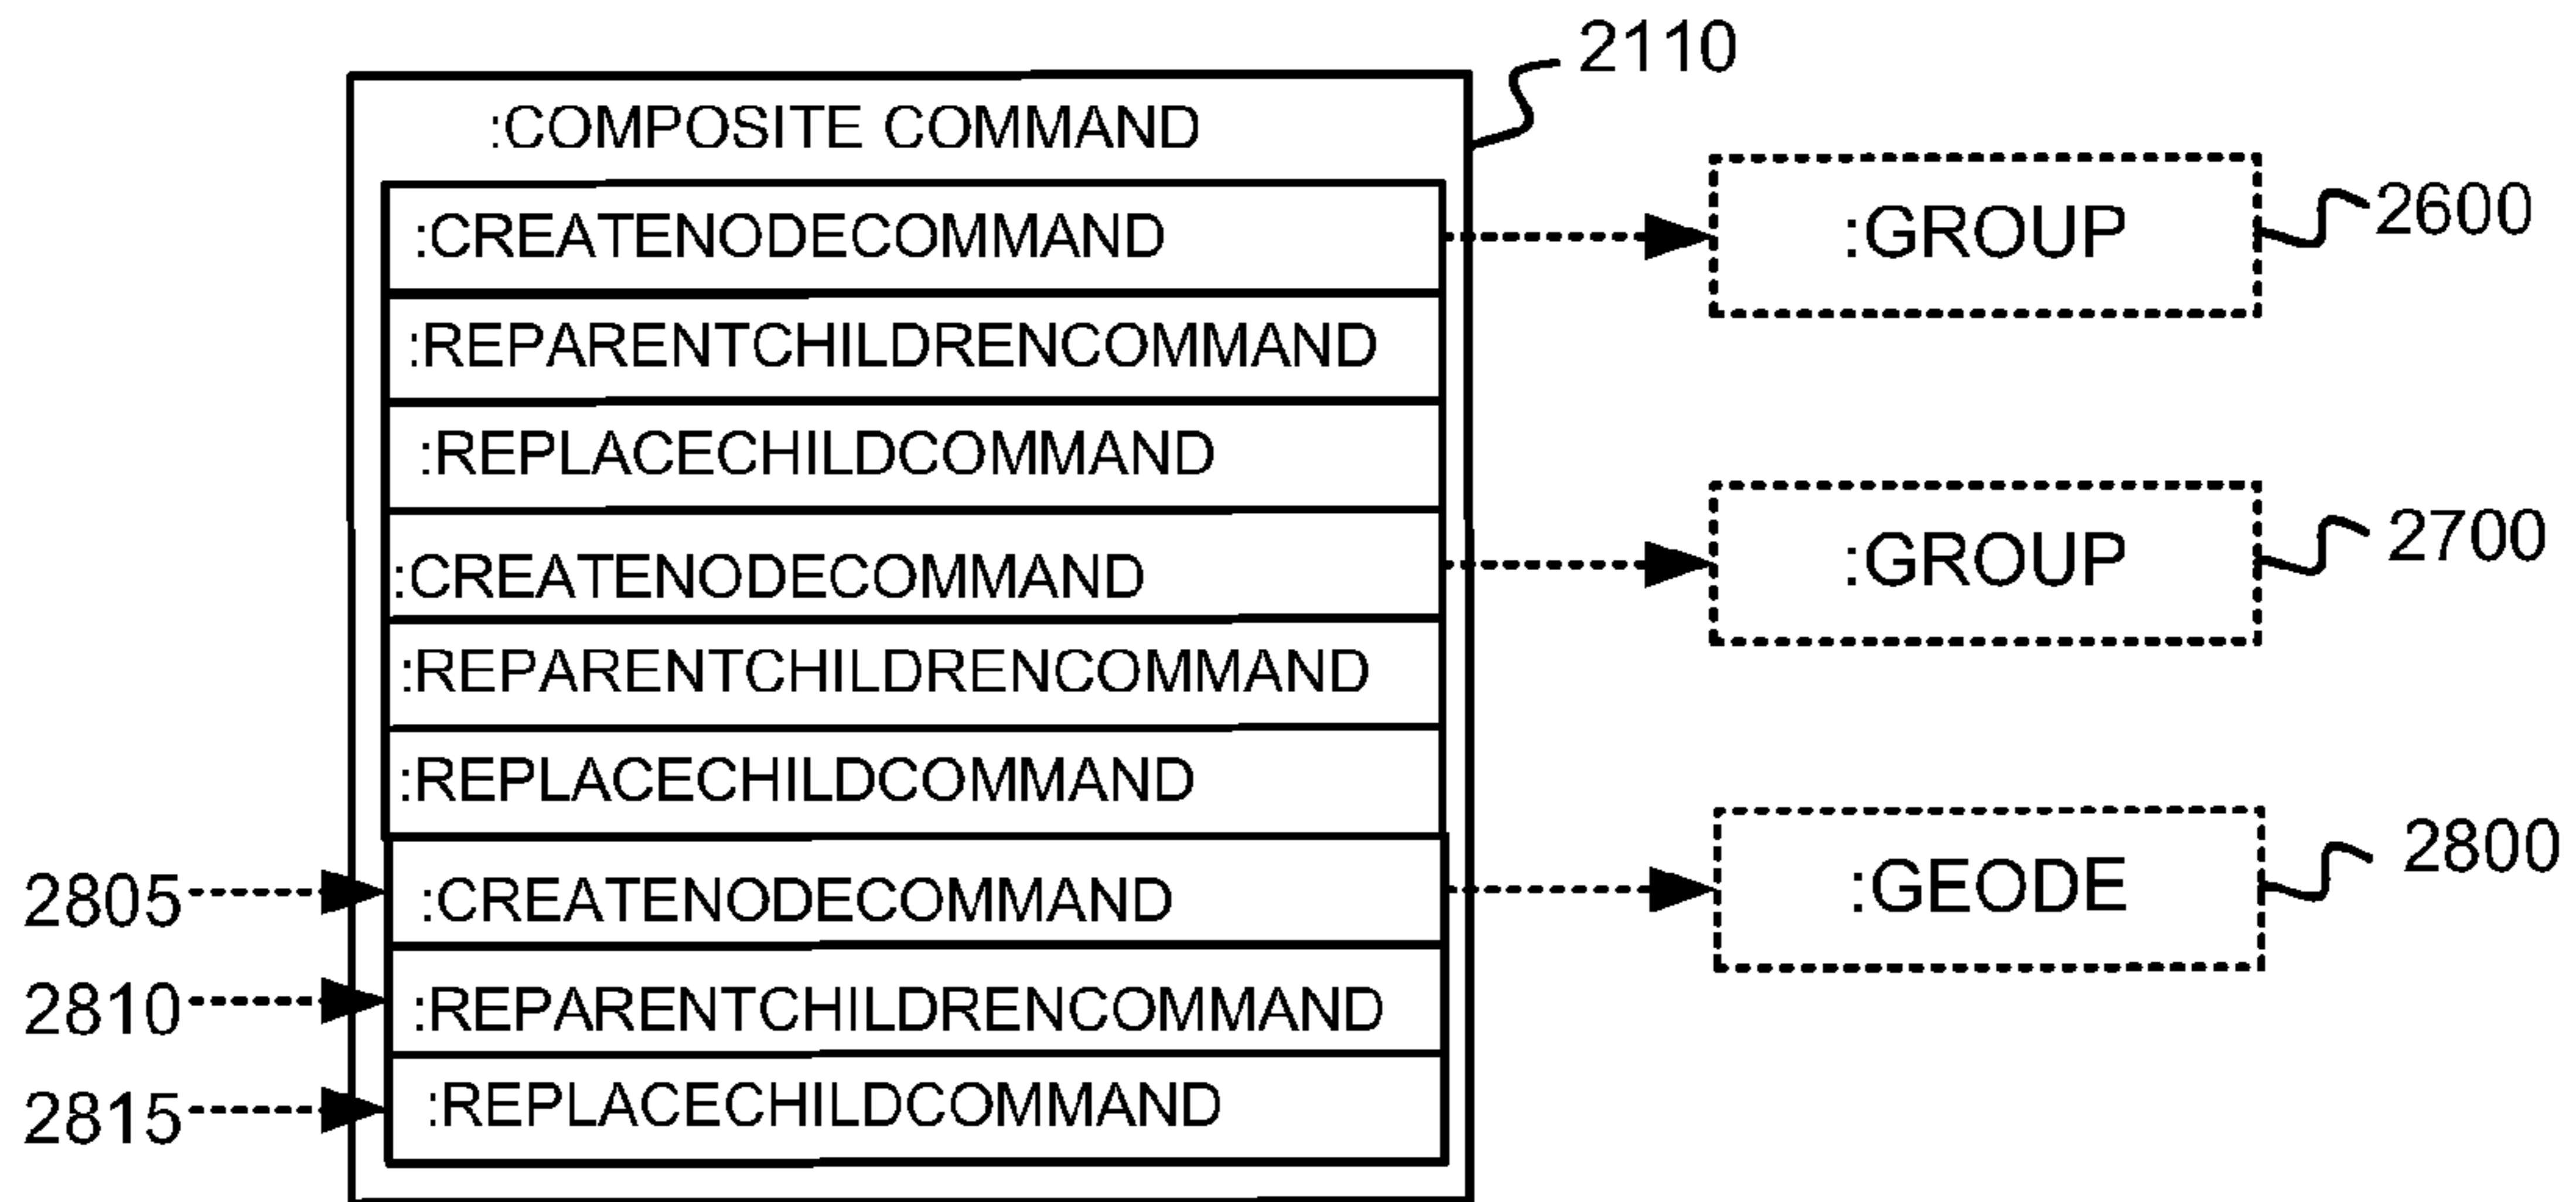 2110
:COMPOSITE COMMAND
:CREATENODECOMMAND
:GROUP
2600
:REPARENTCHILDRENCOMMAND
:REPLACECHILDCOMMAND
:CREATENODECOMMAND
:GROUP
2700
:REPARENTCHILDRENCOMMAND
:REPLACECHILDCOMMAND
2805
:CREATENODECOMMAND
:GEODE
2800
2810
:REPARENTCHILDRENCOMMAND
2815
:REPLACECHILDCOMMAND